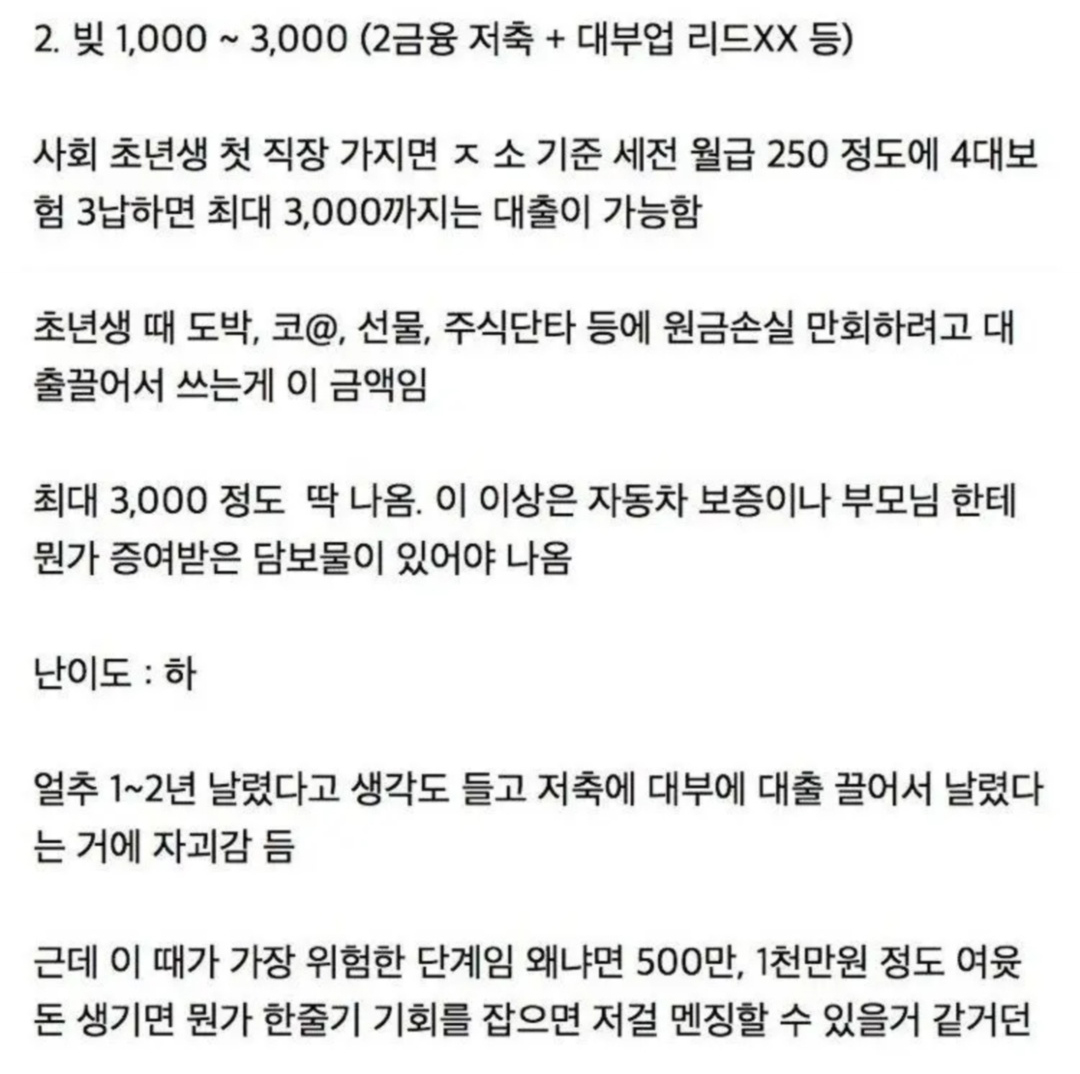 2. 빚 1,000 ~ 3,000 (2금융 저축 + 대부업 리드XX 등)
사회 초년생 첫 직장 가지면 ㅈ 소 기준 세전 월급 250 정도에 4대보
험 3납하면 최대 3,000까지는 대출이 가능함
초년생 때 도박, 코@, 선물, 주식단타 등에 원금손실 만회하려고 대
출끌어서 쓰는게 이 금액임
최대 3,000 정도 딱 나옴. 이 이상은 자동차 보증이나 부모님 한테
뭔가 증여받은 담보물이 있어야 나옴
난이도 : 하
얼추 1~2년 날렸다고 생각도 들고 저축에 대부에 대출 끌어서 날렸다
는 거에 자괴감 듬
근데 이 때가 가장 위험한 단계임 왜냐면 500만, 1천만원 정도 여윳
돈 생기면 뭔가 한줄기 기회를 잡으면 저걸 멘징할 수 있을거 같거던